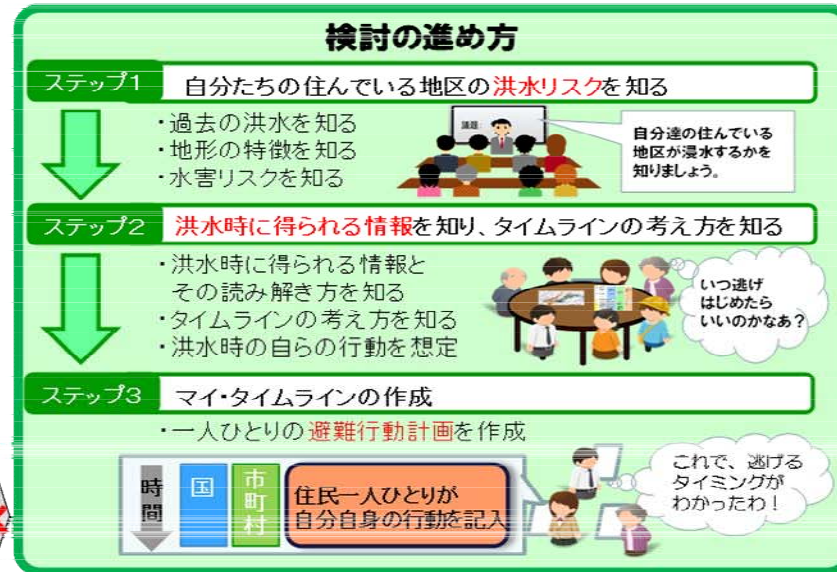 検討の進め方
ステップ1 自分たちの住んでいる地区の洪水リスクを知る
・過去の洪水を知る
・地形の特徴を知る
・水害リスクを知る
議題:
自分達の住んでいる
地区が浸水するかを
知りましょう。
ステップ2 洪水時に得られる情報を知り、タイムラインの考え方を知る
・洪水時に得られる情報と
その読み解き方を知る
・タイムラインの考え方を知る
・洪水時の自らの行動を想定
いつ逃げ
はじめたら
いいのかなあ？
ステップ3 マイ・タイムラインの作成
・一人ひとりの避難行動計画を作成
時間
国
市町村
住民一人ひとりが
自分自身の行動を記入
これで、逃げる
タイミングが
わかったわ！